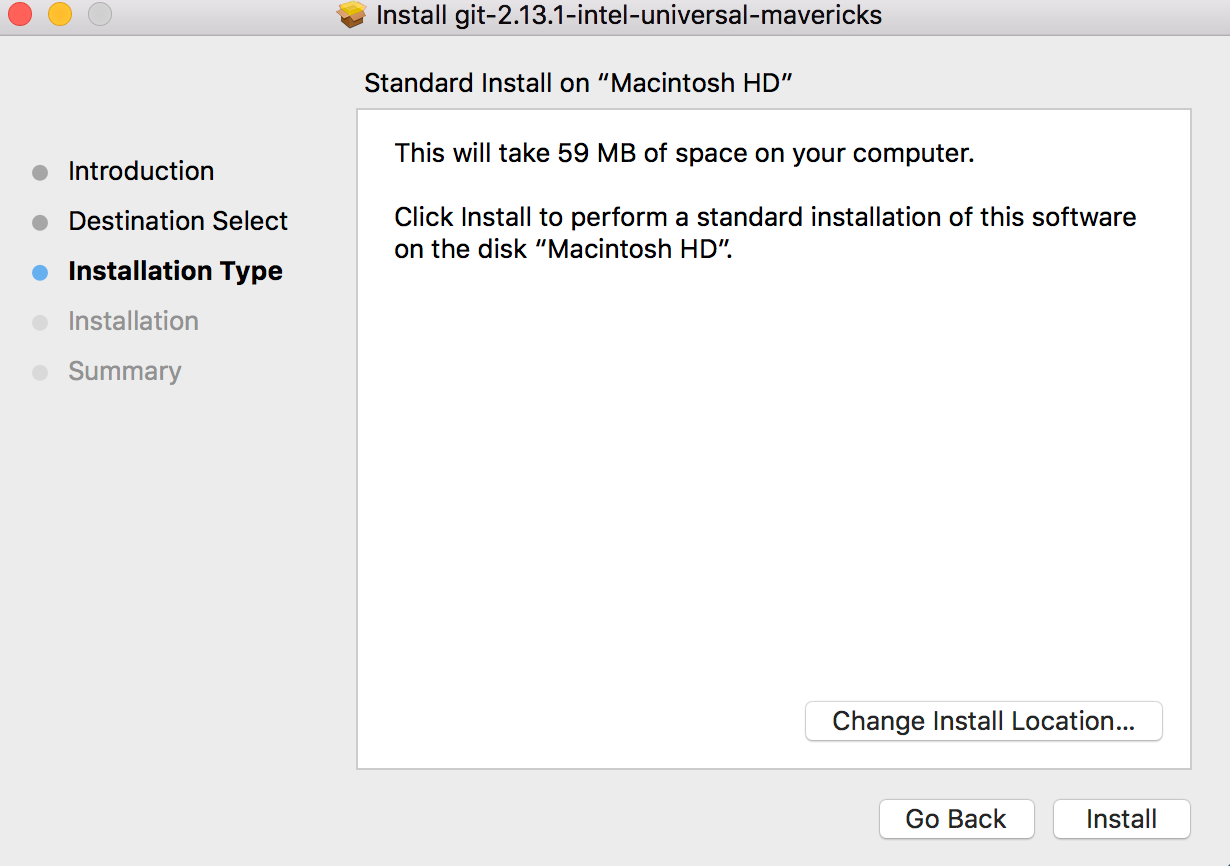 Install git-2.13.1-intel-universal-mavericks
Standard Install on “Macintosh HD”
Introduction
Destination Select
Installation Type
Installation
Summary
This will take 59 MB of space on your computer.
Click Install to perform a standard installation of this software
on the disk “Macintosh HD”.
Change Install Location...
Go Back
Install